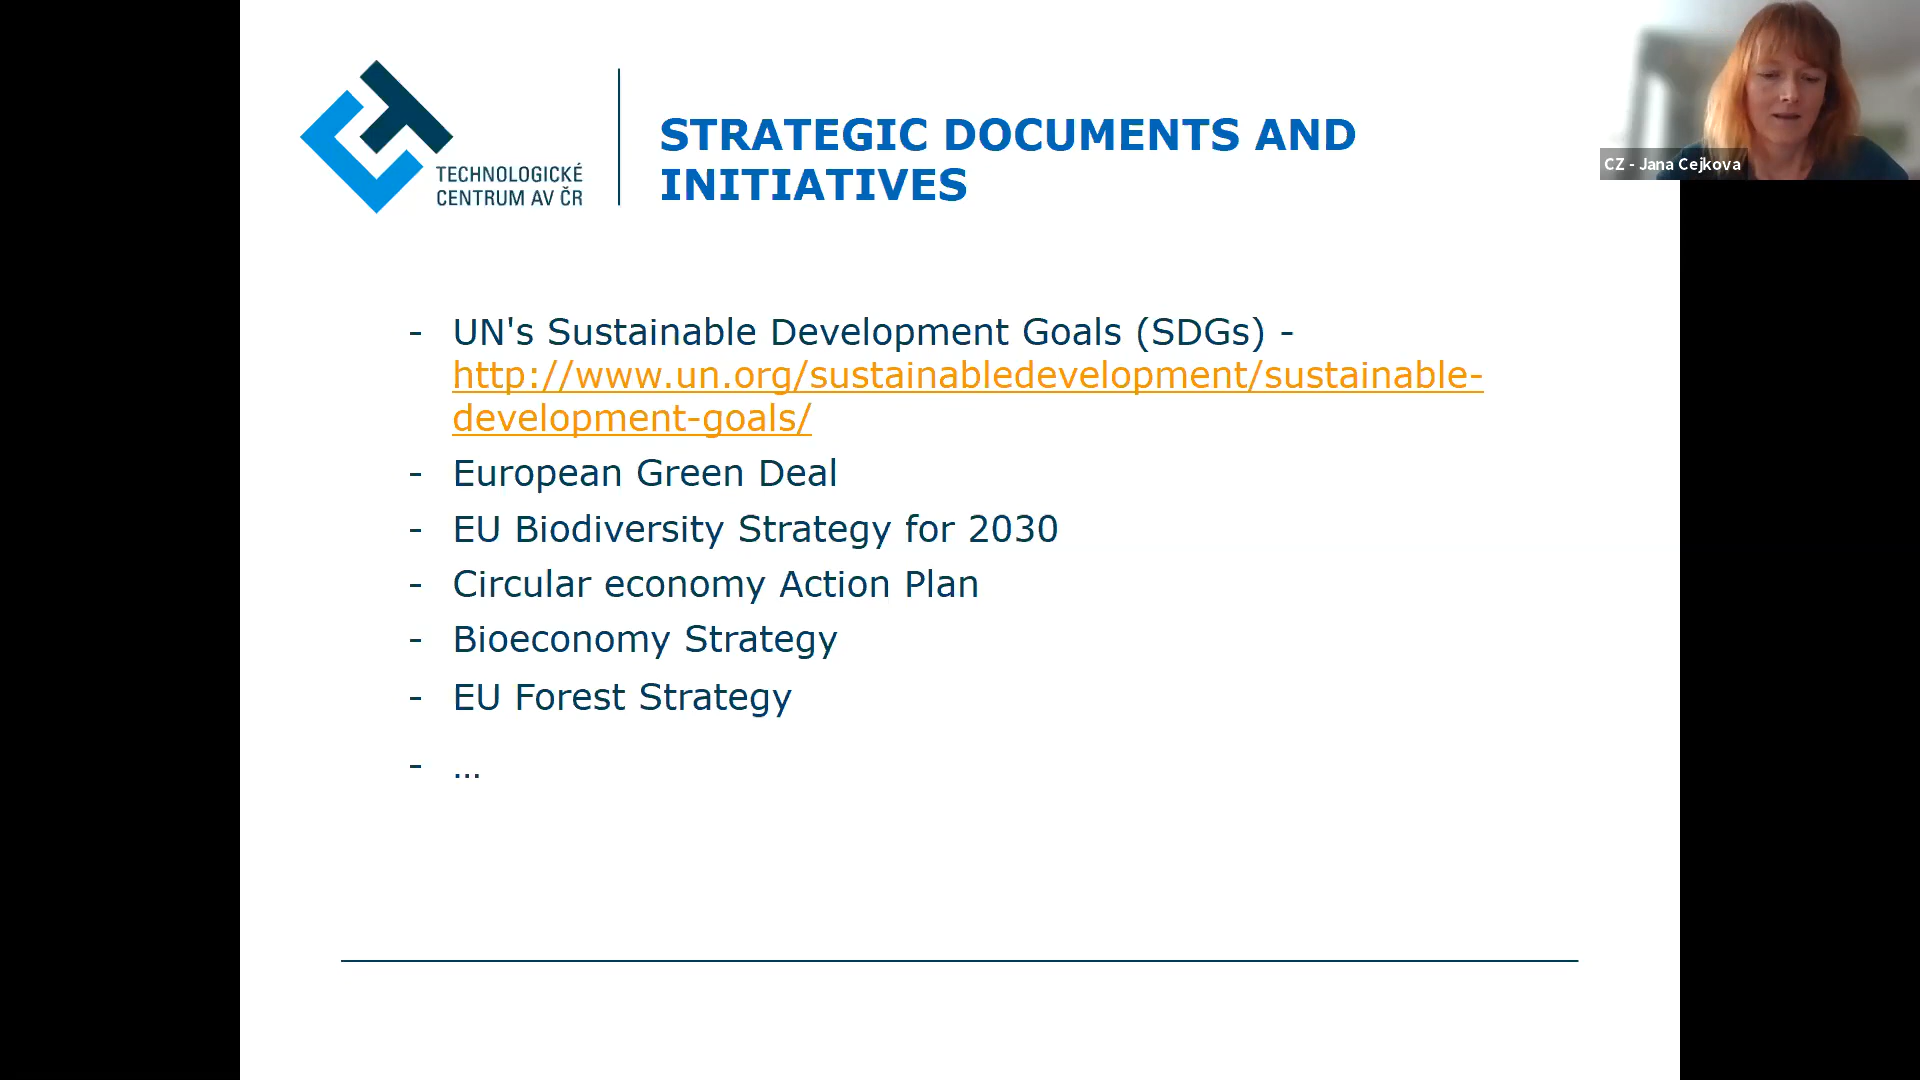 TECHNOLOGICKÉ
CENTRUM AV ČR
STRATEGIC DOCUMENTS AND
INITIATIVES
CZ - Jana Cejkova
- UN's Sustainable Development Goals (SDGs) -
http://www.un.org/sustainabledevelopment/sustainable-
development-goals/
- European Green Deal
- EU Biodiversity Strategy for 2030
- Circular economy Action Plan
- Bioeconomy Strategy
- EU Forest Strategy
- ...